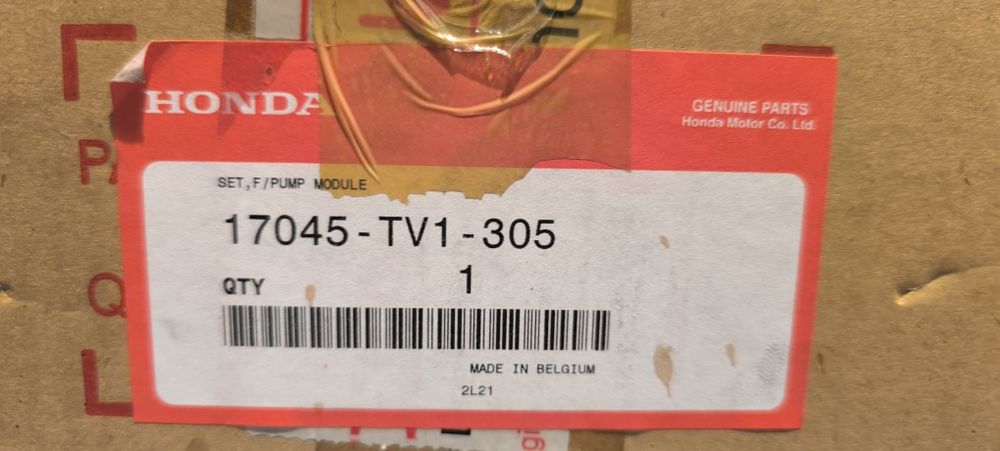 HONDA
GENUINE PARTS
Honda Motor Co. Ltd.
SET,F/PUMP MODULE
17045-TV1-305
QTY 1
MADE IN BELGIUM
2L21